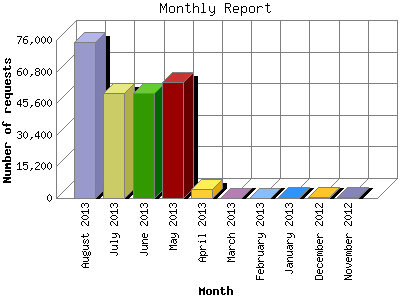 Monthly Report
Number of requests
76,000
60,800
45,600
30,400
15,200
0
August 2013
July 2013
June 2013
May 2013
April 2013
March 2013
February 2013
January 2013
December 2012
November 2012
Month